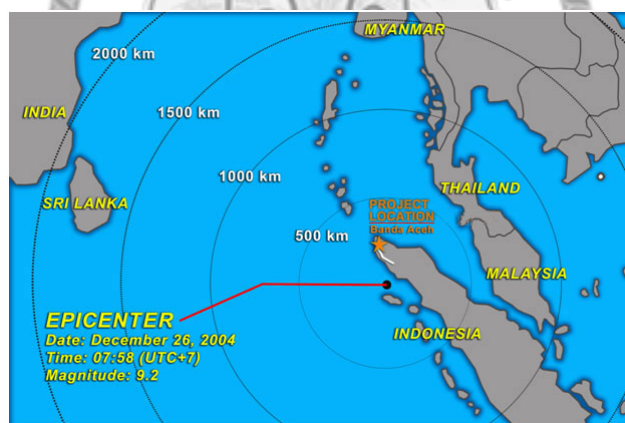 MYANMAR
2000 km
INDIA
1500 km
1000 km
THAILAND
SRI LANKA
PROJECT
LOCATION
Banda Aceh
500 km
MALAYSIA
EPICENTER
Date: December 26, 2004
Time: 07:58 (UTC+7)
Magnitude: 9.2
INDONESIA